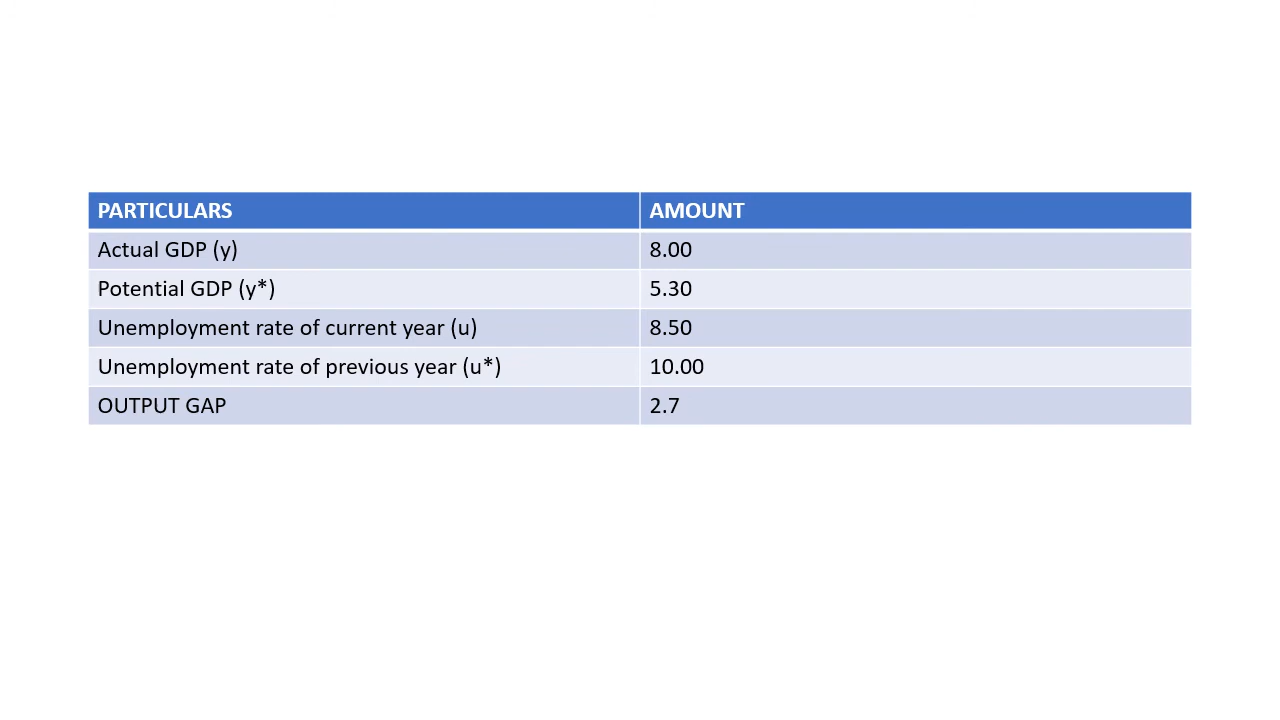 PARTICULARS AMOUNT
Actual GDP (y) 8.00
Potential GDP (y*) 5.30
Unemployment rate of current year (u) 8.50
Unemployment rate of previous year (u*) 10.00
OUTPUT GAP 2.7